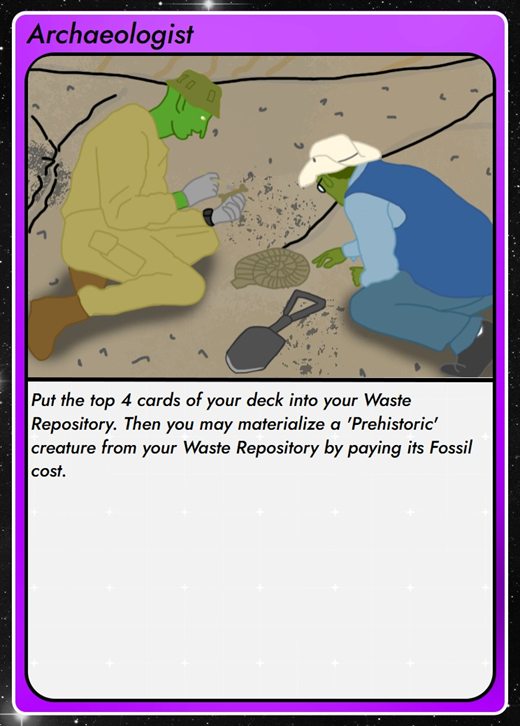 Archaeologist
Put the top 4 cards of your deck into your Waste
Repository. Then you may materialize a 'Prehistoric'
creature from your Waste Repository by paying its Fossil
cost.